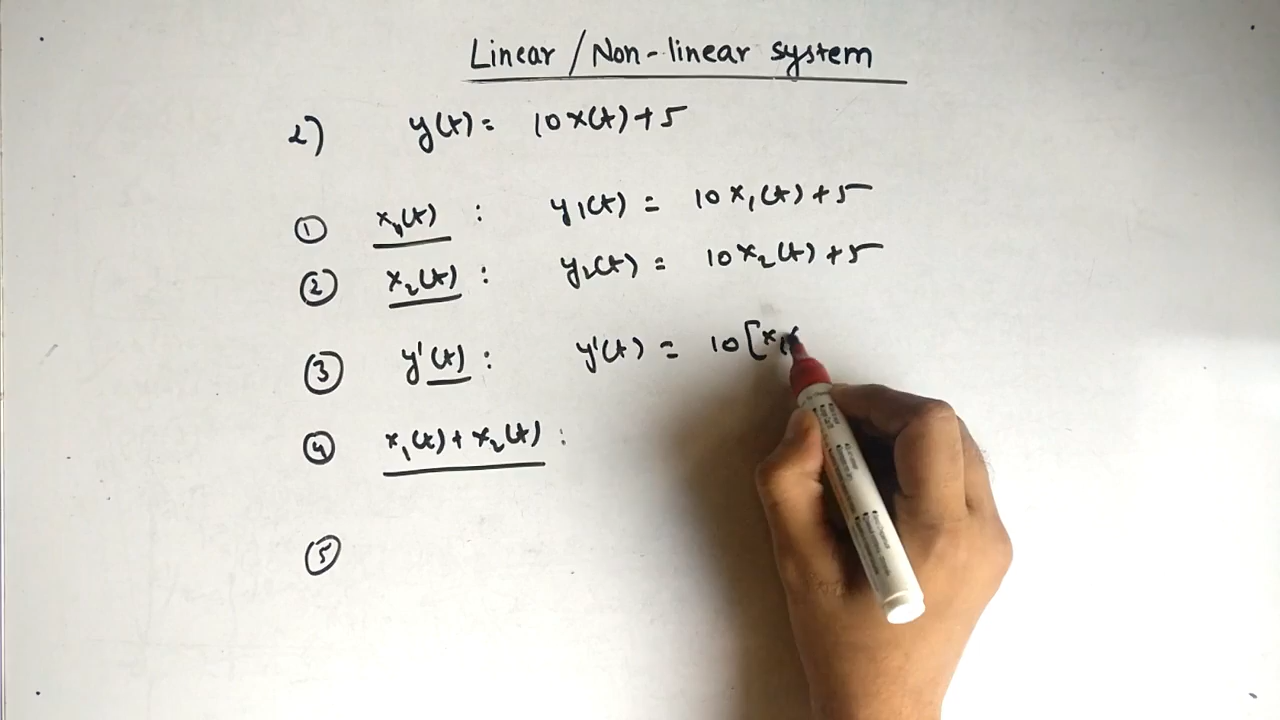 Linear / Non-linear system
2) y(t) = 10x(t)+5
① x₁(t) : y₁(t) = 10x₁(t)+5
② x₂(t) : y₂(t) = 10x₂(t)+5
③ y'(t) : y'(t) = 10[x₁(
④ x₁(t)+x₂(t) :
⑤